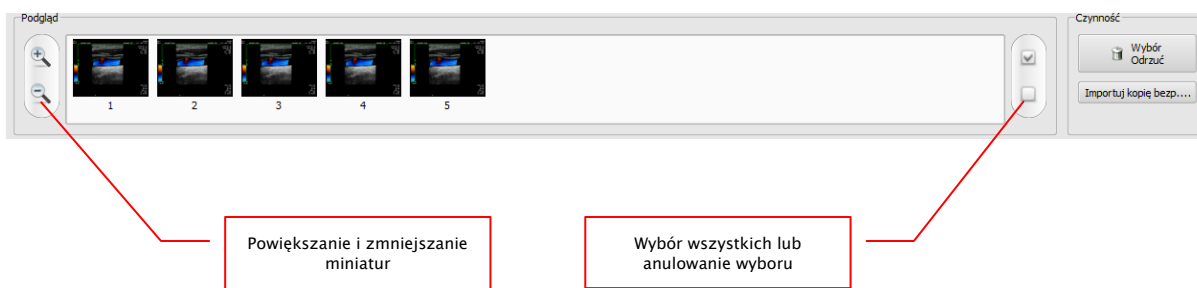 Podgląd
Czynność
Wybór
Odrzuć
Importuj kopię bezp....
1
2
3
4
5
Powiększanie i zmniejszanie
miniatur
Wybór wszystkich lub
anulowanie wyboru